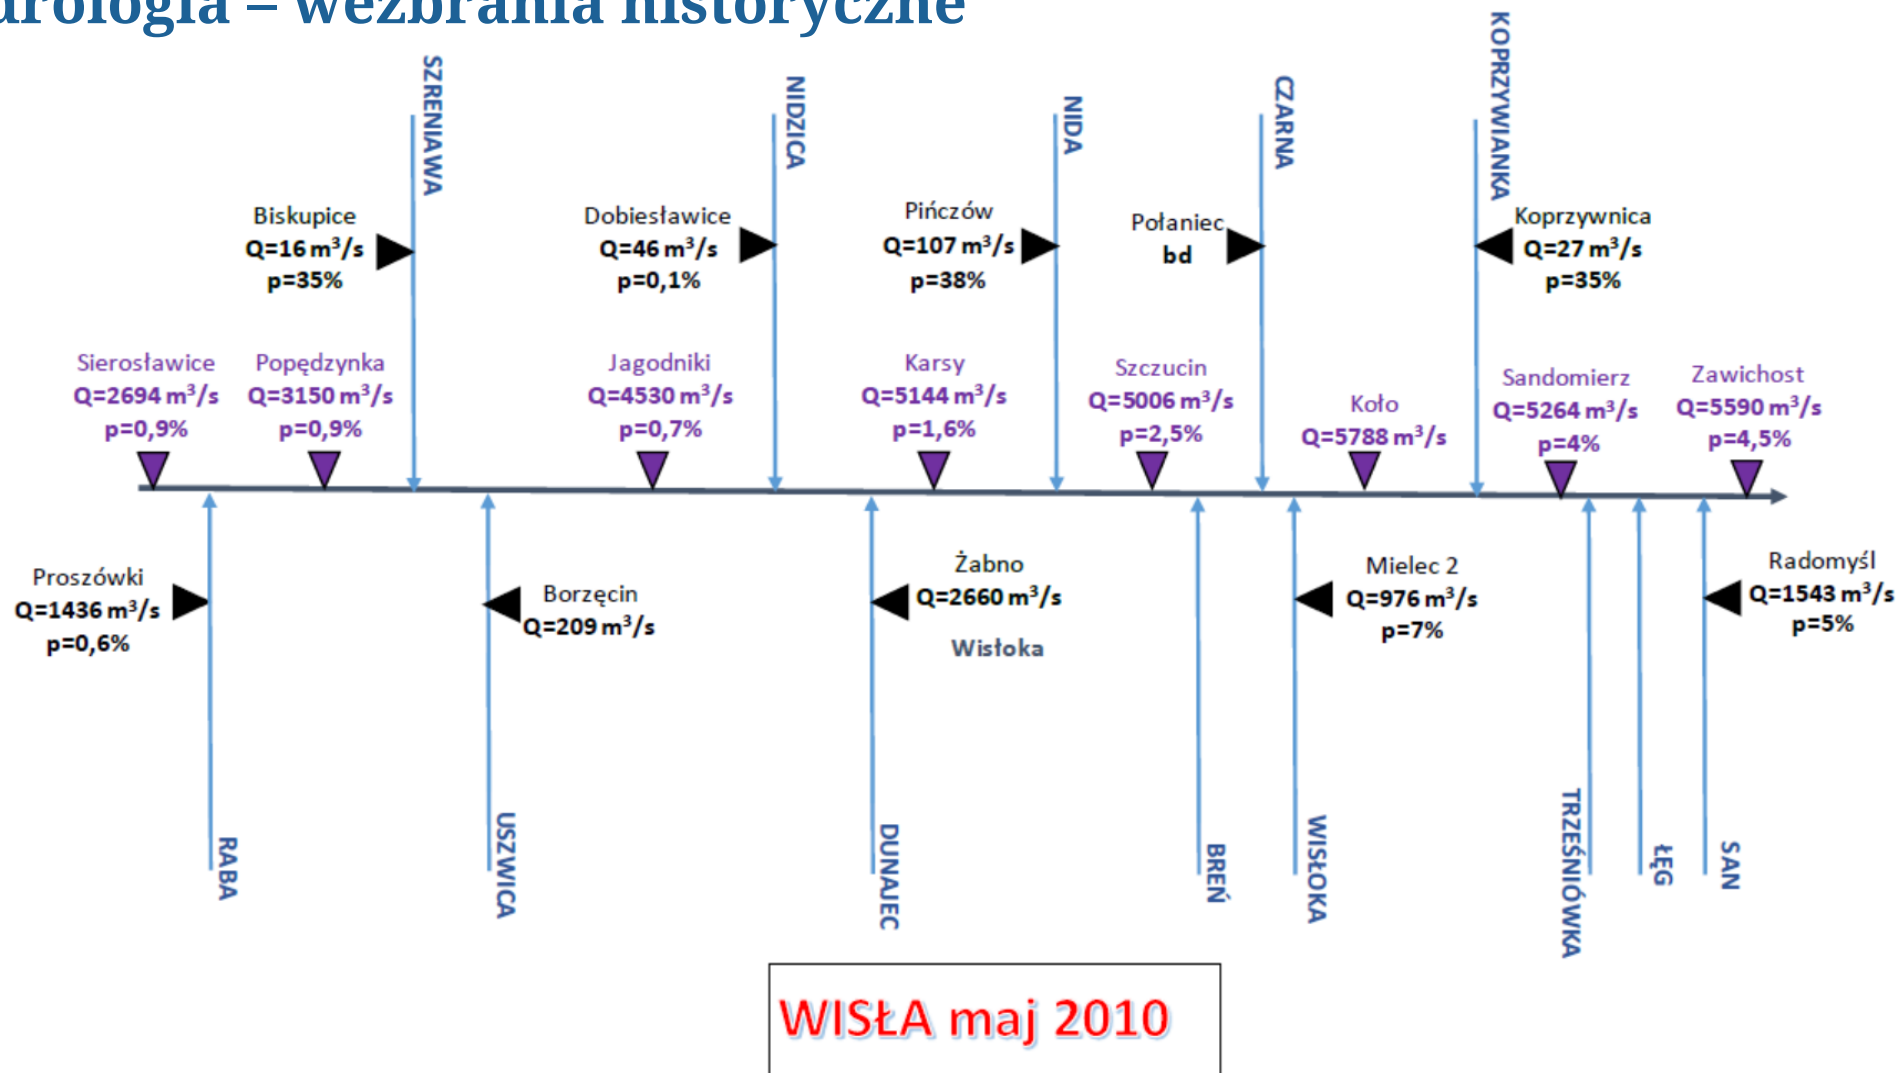 drologia – wezbrania historyczne
SZRENIAWA
NIDZICA
NIDA
CZARNA
KOPRZYWIANKA
Biskupice
Q=16 m³/s
p=35%
Dobiesławice
Q=46 m³/s
p=0,1%
Pińczów
Q=107 m³/s
p=38%
Połaniec
bd
Koprzywnica
Q=27 m³/s
p=35%
Sierosławice
Q=2694 m³/s
p=0,9%
Popędzynka
Q=3150 m³/s
p=0,9%
Jagodniki
Q=4530 m³/s
p=0,7%
Karsy
Q=5144 m³/s
p=1,6%
Szczucin
Q=5006 m³/s
p=2,5%
Koło
Q=5788 m³/s
Sandomierz
Q=5264 m³/s
p=4%
Zawichost
Q=5590 m³/s
p=4,5%
Proszówki
Q=1436 m³/s
p=0,6%
Borzęcin
Q=209 m³/s
Żabno
Q=2660 m³/s
Wisłoka
Mielec 2
Q=976 m³/s
p=7%
Radomyśl
Q=1543 m³/s
p=5%
RABA
USZWICA
DUNAJEC
BREŃ
WISŁOKA
TRZEŚNIÓWKA
ŁĘG
SAN
WISŁA maj 2010